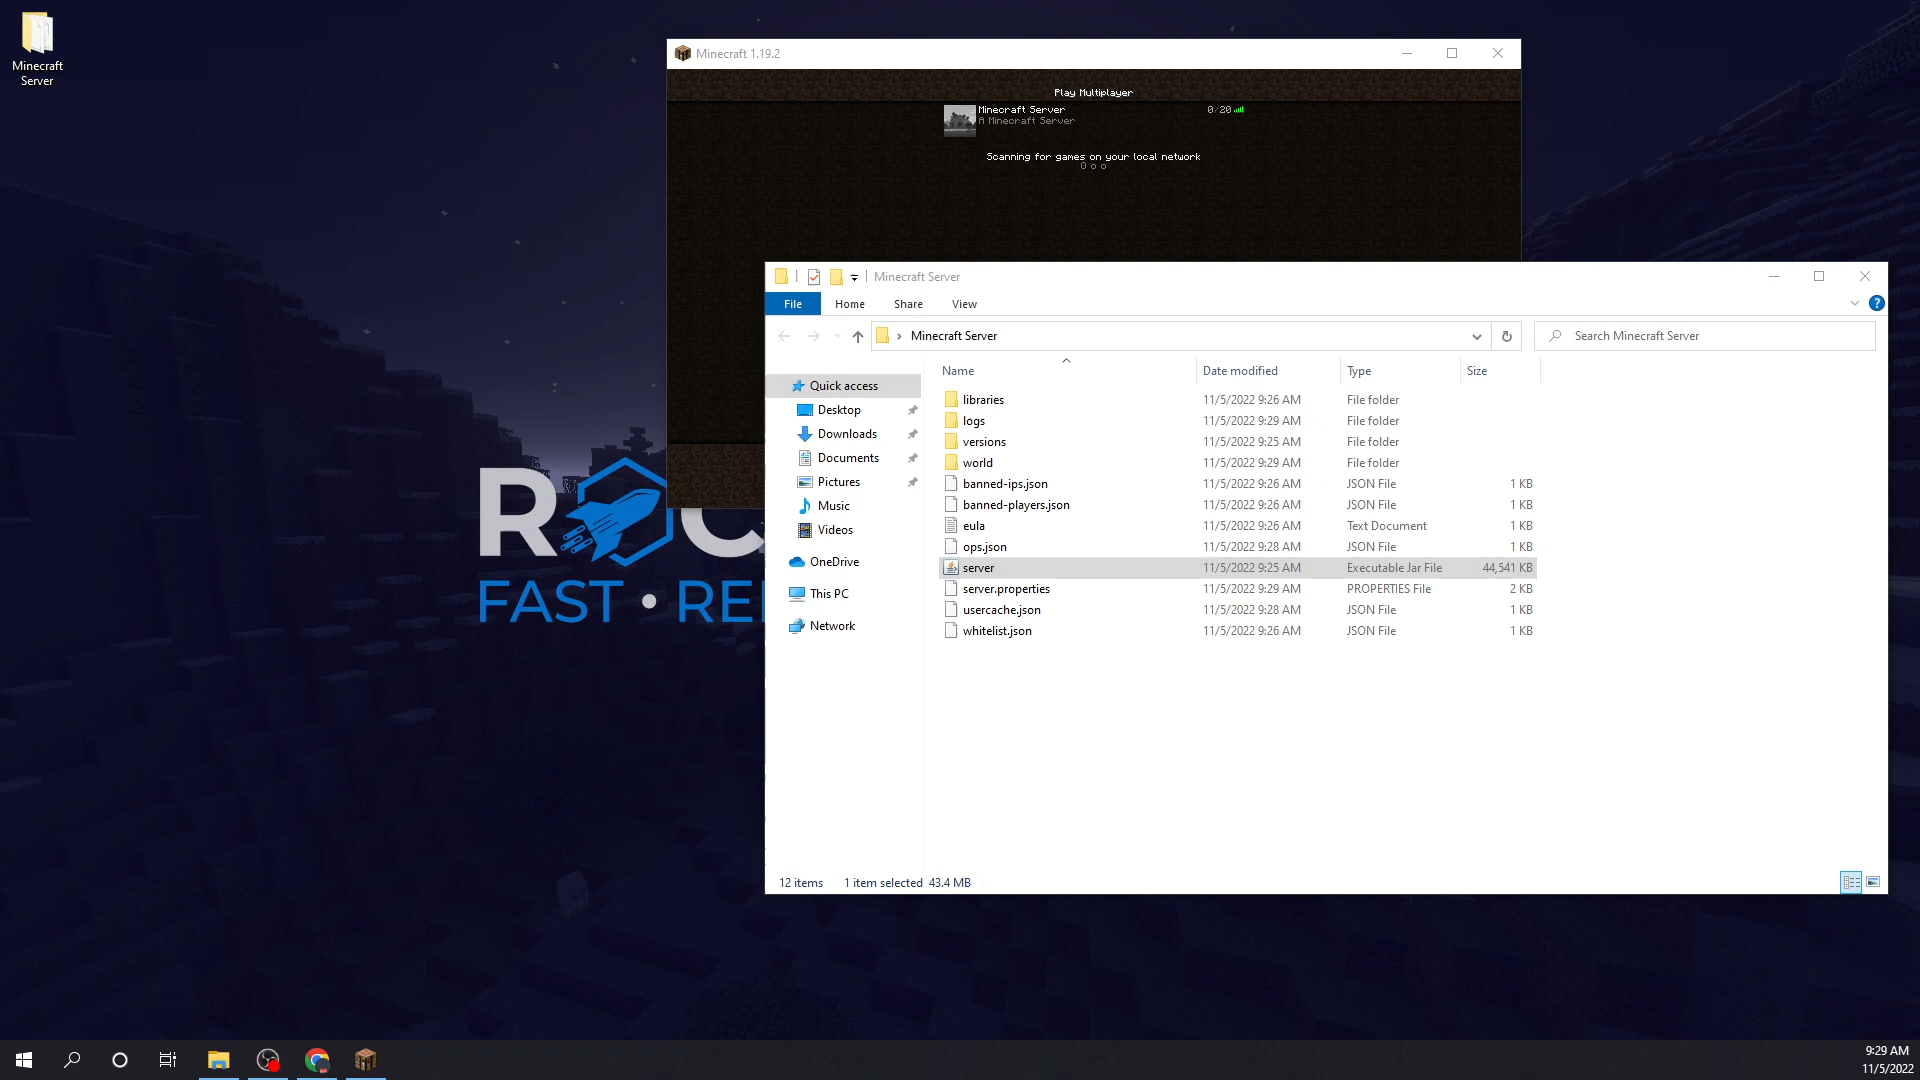 Minecraft
Server
Minecraft 1.19.2
Play Multiplayer
Minecraft Server
0/20
A Minecraft Server
Scanning for games on your local network
O o o
Minecraft Server
File
Home
Share
View
?
Minecraft Server
Search Minecraft Server
Name
Date modified
Type
Size
Quick access
Desktop
Downloads
Documents
Pictures
Music
Videos
OneDrive
This PC
Network
libraries 11/5/2022 9:26 AM File folder
logs 11/5/2022 9:29 AM File folder
versions 11/5/2022 9:25 AM File folder
world 11/5/2022 9:29 AM File folder
banned-ips.json 11/5/2022 9:26 AM JSON File 1 KB
banned-players.json 11/5/2022 9:26 AM JSON File 1 KB
eula 11/5/2022 9:26 AM Text Document 1 KB
ops.json 11/5/2022 9:28 AM JSON File 1 KB
server 11/5/2022 9:25 AM Executable Jar File 44,541 KB
server.properties 11/5/2022 9:29 AM PROPERTIES File 2 KB
usercache.json 11/5/2022 9:28 AM JSON File 1 KB
whitelist.json 11/5/2022 9:26 AM JSON File 1 KB
12 items
1 item selected 43.4 MB
FAST •
9:29 AM
11/5/2022